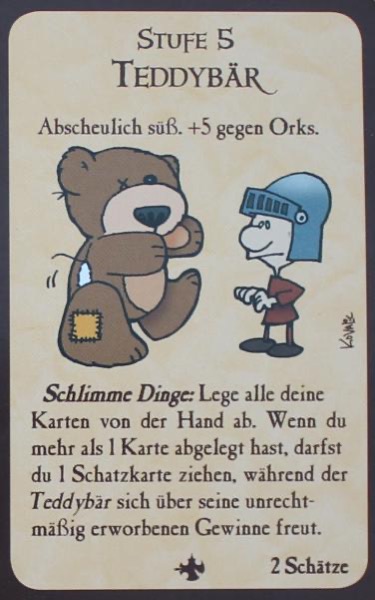 Stufe 5
Teddybär
Abscheulich süß. +5 gegen Orks.
Kovalic
Schlimme Dinge: Lege alle deine
Karten von der Hand ab. Wenn du
mehr als 1 Karte abgelegt hast, darfst
du 1 Schatzkarte ziehen, während der
Teddybär sich über seine unrecht-
mäßig erworbenen Gewinne freut.
2 Schätze